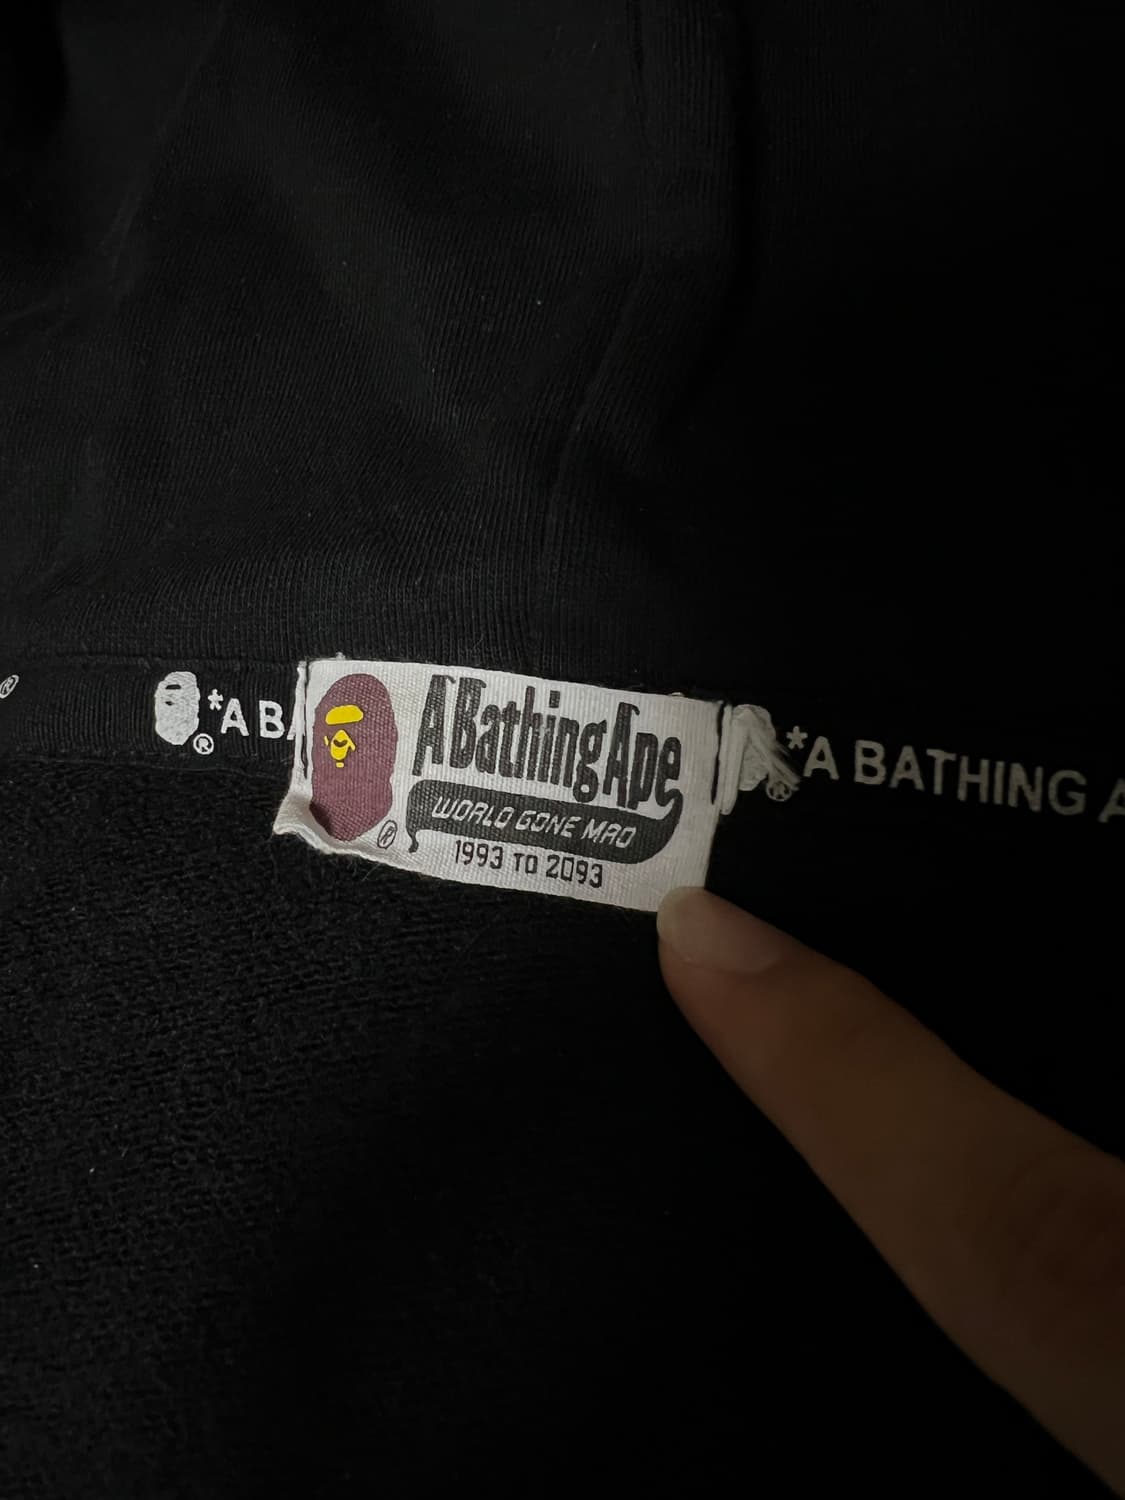 ®
® *A BA
A Bathing Ape
WORLD GONE MAD
®
1993 TO 2093
® *A BATHING A